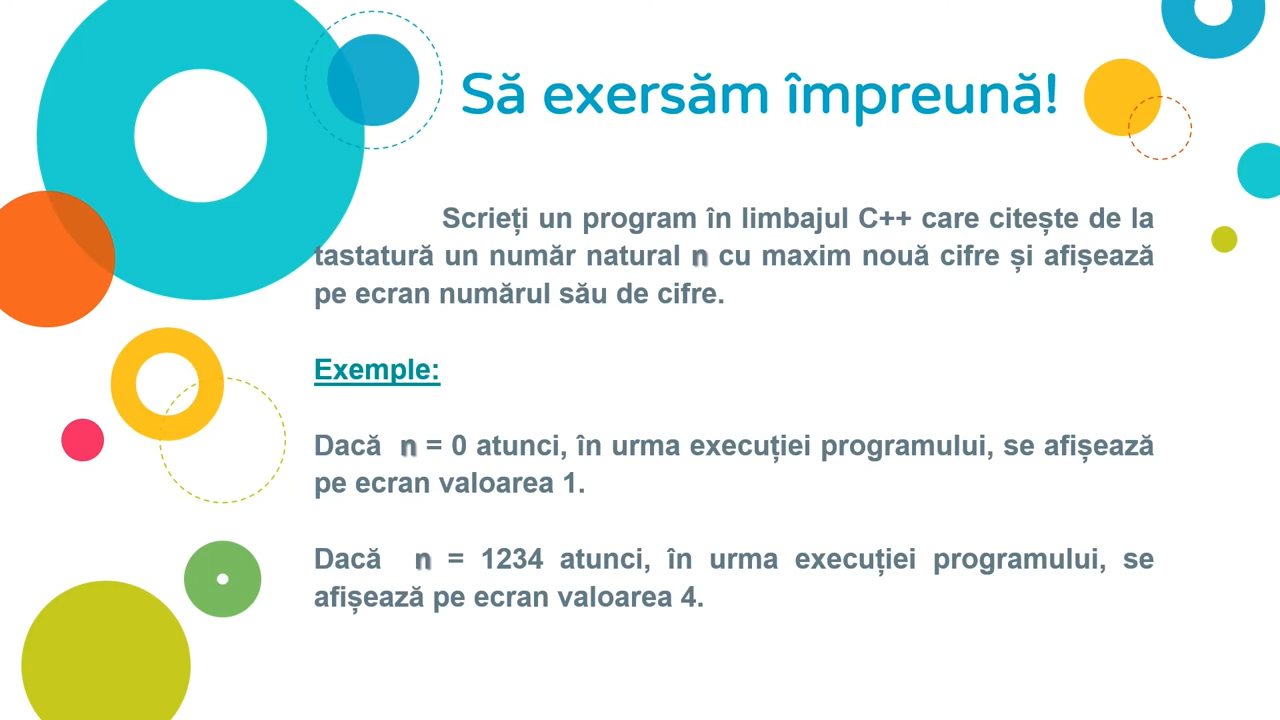 Să exersăm împreună!
Scrieți un program în limbajul C++ care citește de la
tastatură un număr natural n cu maxim nouă cifre și afișează
pe ecran numărul său de cifre.
Exemple:
Dacă n = 0 atunci, în urma execuției programului, se afișează
pe ecran valoarea 1.
Dacă n = 1234 atunci, în urma execuției programului, se
afișează pe ecran valoarea 4.